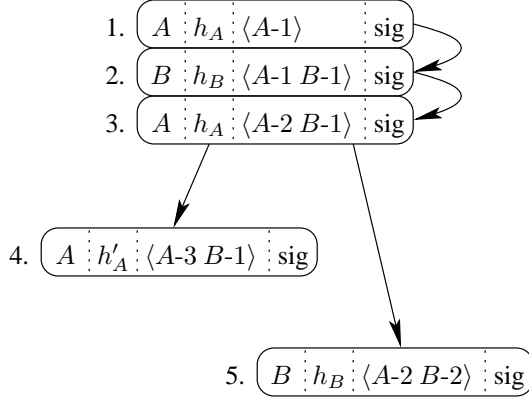 1. A h_A ⟨A-1⟩ sig
2. B h_B ⟨A-1 B-1⟩ sig
3. A h_A ⟨A-2 B-1⟩ sig
4. A h′_A ⟨A-3 B-1⟩ sig
5. B h_B ⟨A-2 B-2⟩ sig